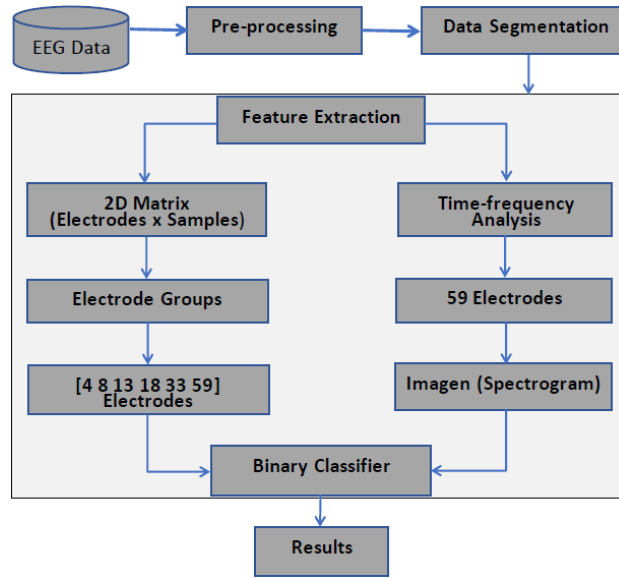 EEG Data
Pre-processing
Data Segmentation
Feature Extraction
2D Matrix
(Electrodes x Samples)
Time-frequency
Analysis
Electrode Groups
59 Electrodes
[4 8 13 18 33 59]
Electrodes
Imagen (Spectrogram)
Binary Classifier
Results